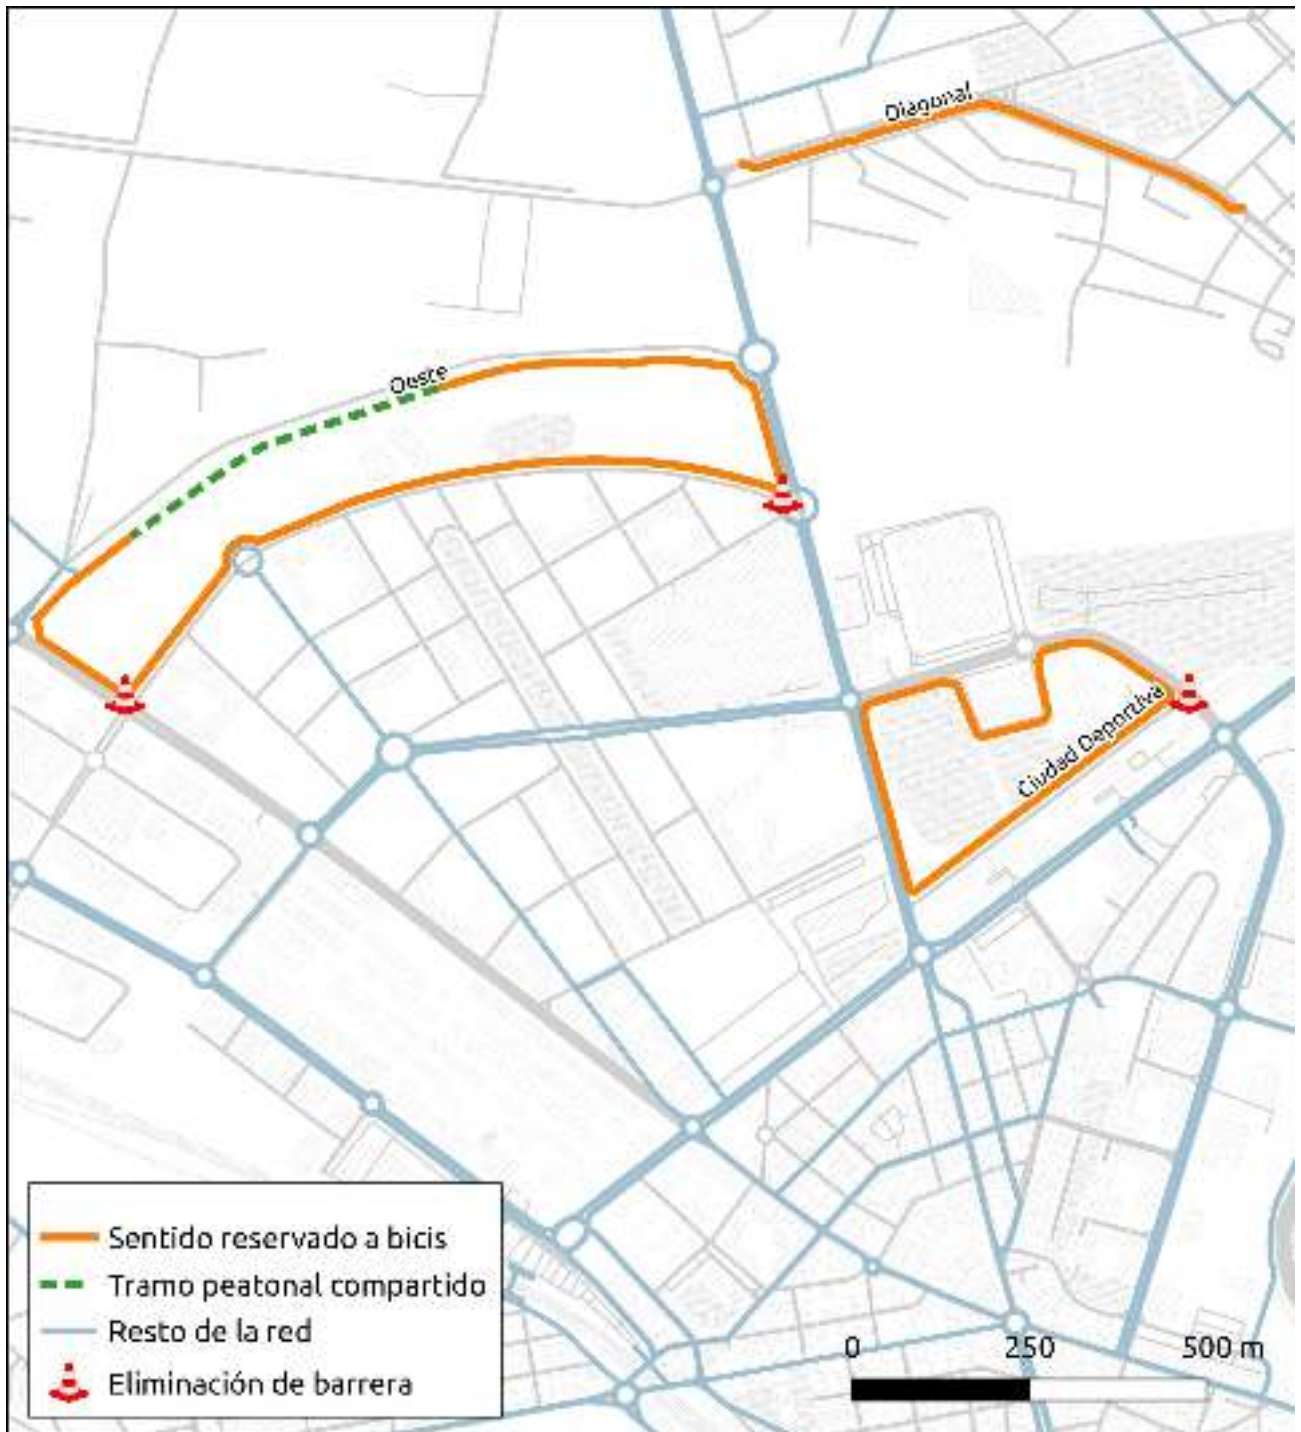 Diagonal
Oeste
Ciudad Deportiva
Sentido reservado a bicis
Tramo peatonal compartido
Resto de la red
Eliminación de barrera
0 250 500 m